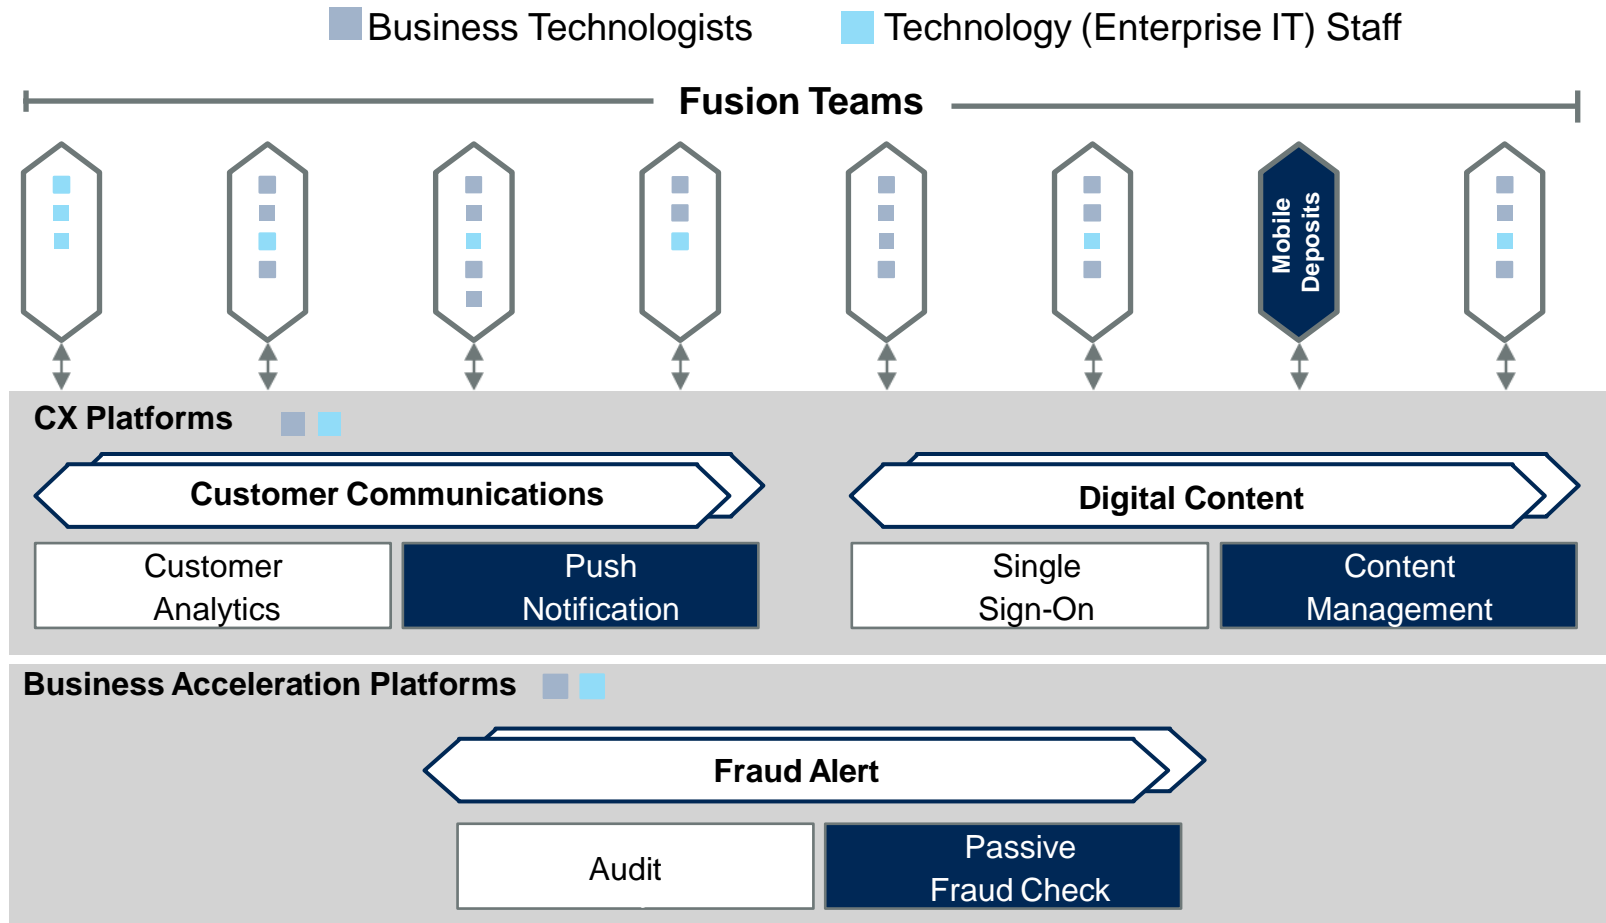 Business Technologists
Technology (Enterprise IT) Staff
Fusion Teams
Mobile
Deposits
CX Platforms
Customer Communications
Digital Content
Customer
Analytics
Push
Notification
Single
Sign-On
Content
Management
Business Acceleration Platforms
Fraud Alert
Audit
Passive
Fraud Check